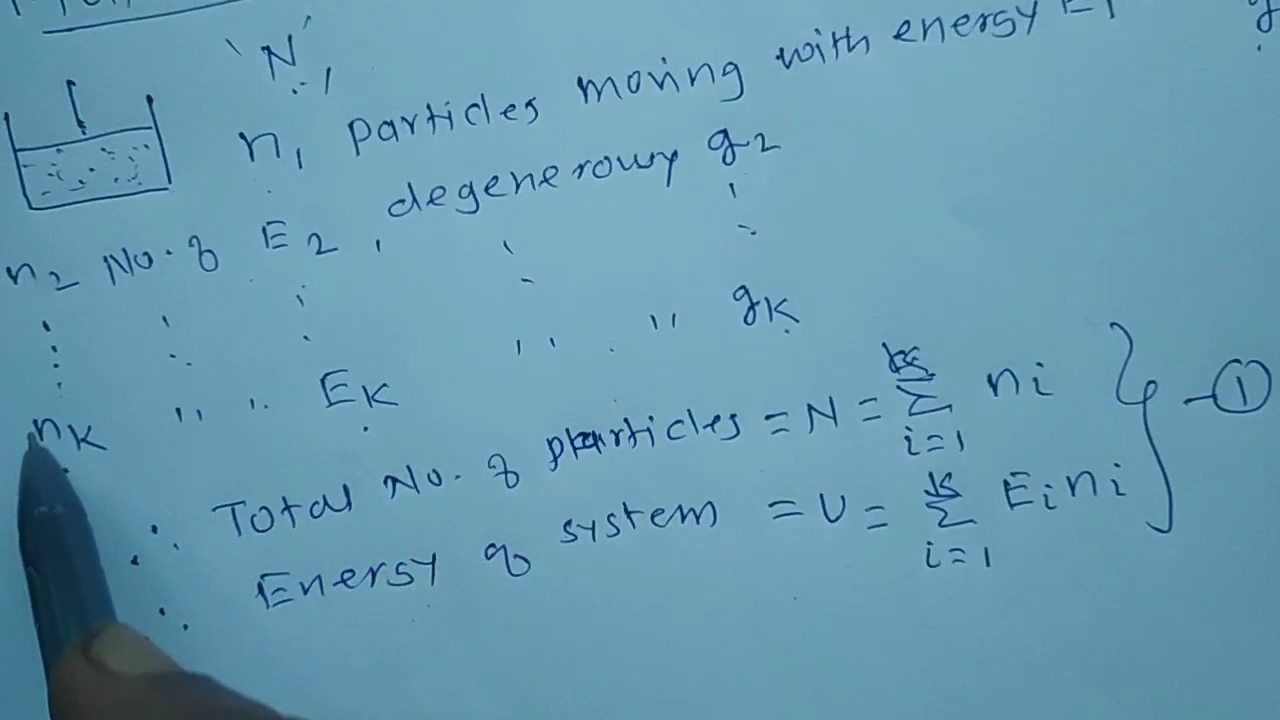 'N'
n1 particles moving with energy E1
n2 No. of E2, degenerowy g2
nK " " EK " " gK
∴ Total No. of particles = N = K∑i=1 ni } - ①
∴ Energy of system = U = K∑i=1 Ei ni